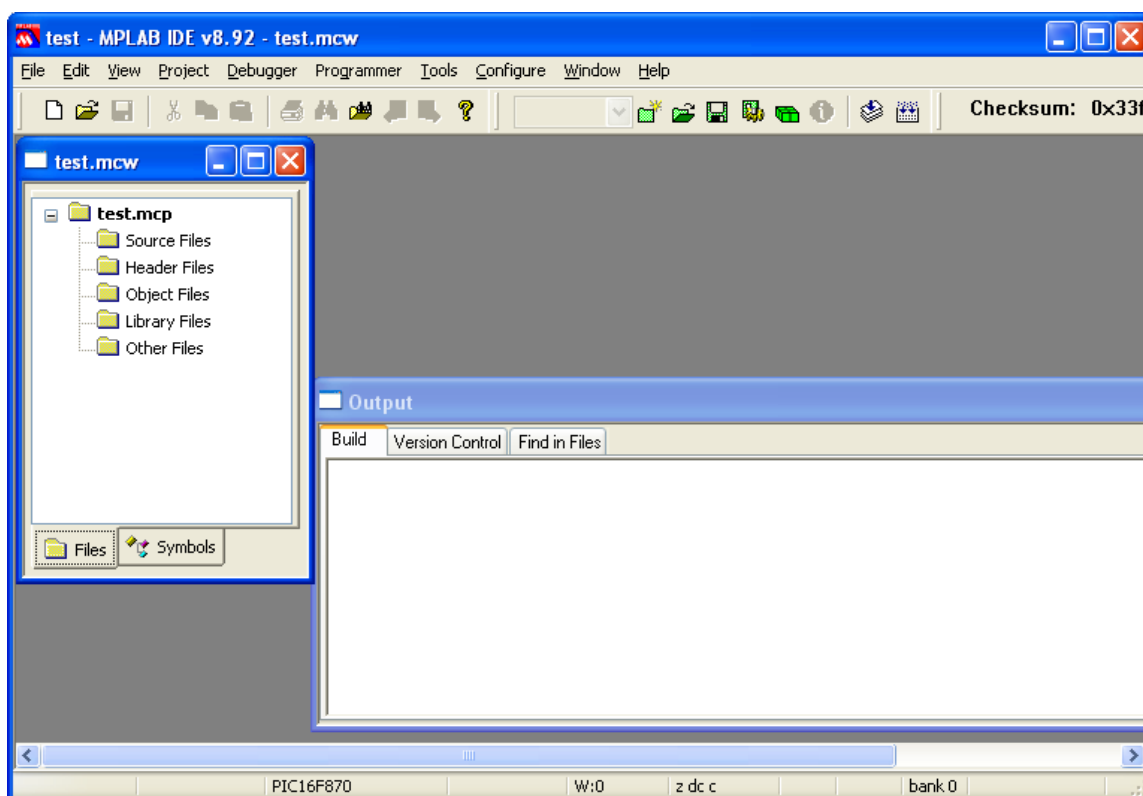 test - MPLAB IDE v8.92 - test.mcw
File Edit View Project Debugger Programmer Tools Configure Window Help
Checksum: 0x33f
test.mcw
test.mcp
Source Files
Header Files
Object Files
Library Files
Other Files
Files Symbols
Output
Build Version Control Find in Files
PIC16F870 W:0 z dc c bank 0